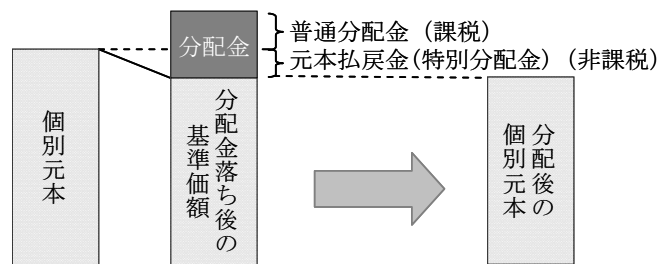 普通分配金（課税）
分配金
元本払戻金(特別分配金)（非課税）
個別元本
分配金落ち後の
基準価額
分配後の
個別元本